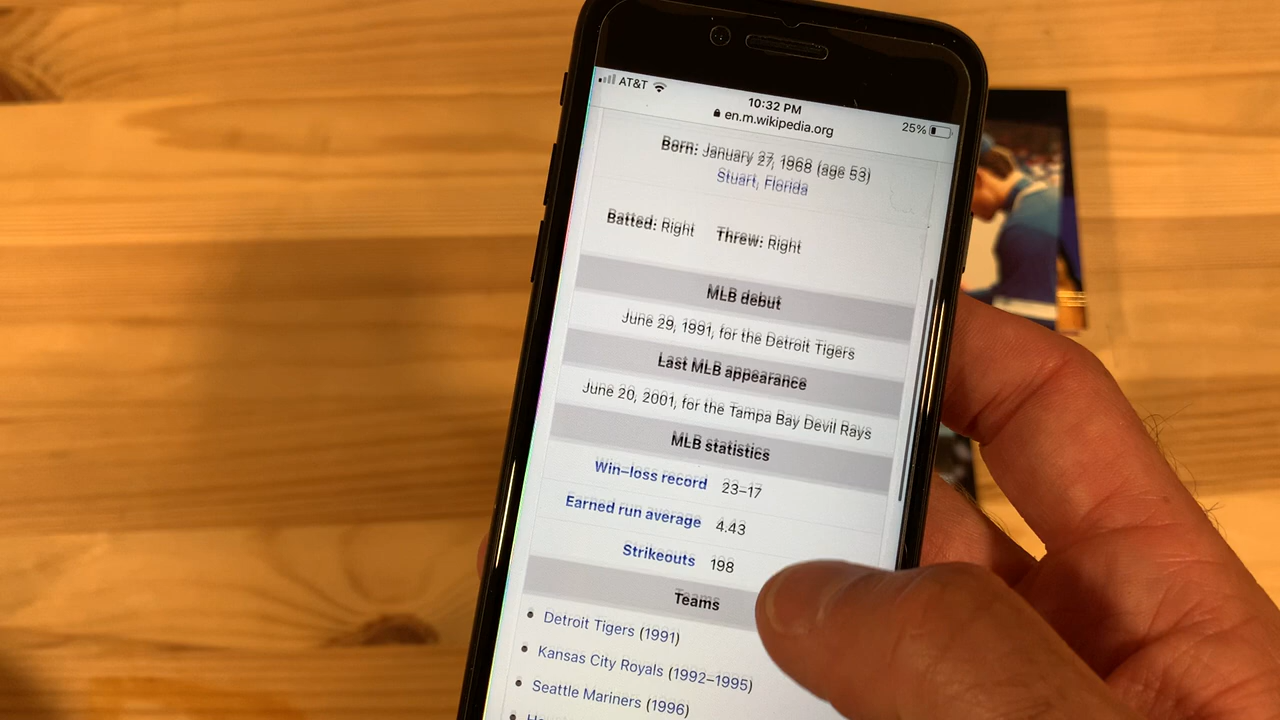 AT&T
10:32 PM
25%
en.m.wikipedia.org
Born: January 27, 1968 (age 53)
Stuart, Florida
Batted: Right Threw: Right
MLB debut
June 29, 1991, for the Detroit Tigers
Last MLB appearance
June 20, 2001, for the Tampa Bay Devil Rays
MLB statistics
Win–loss record 23–17
Earned run average 4.43
Strikeouts 198
Teams
• Detroit Tigers (1991)
• Kansas City Royals (1992–1995)
• Seattle Mariners (1996)